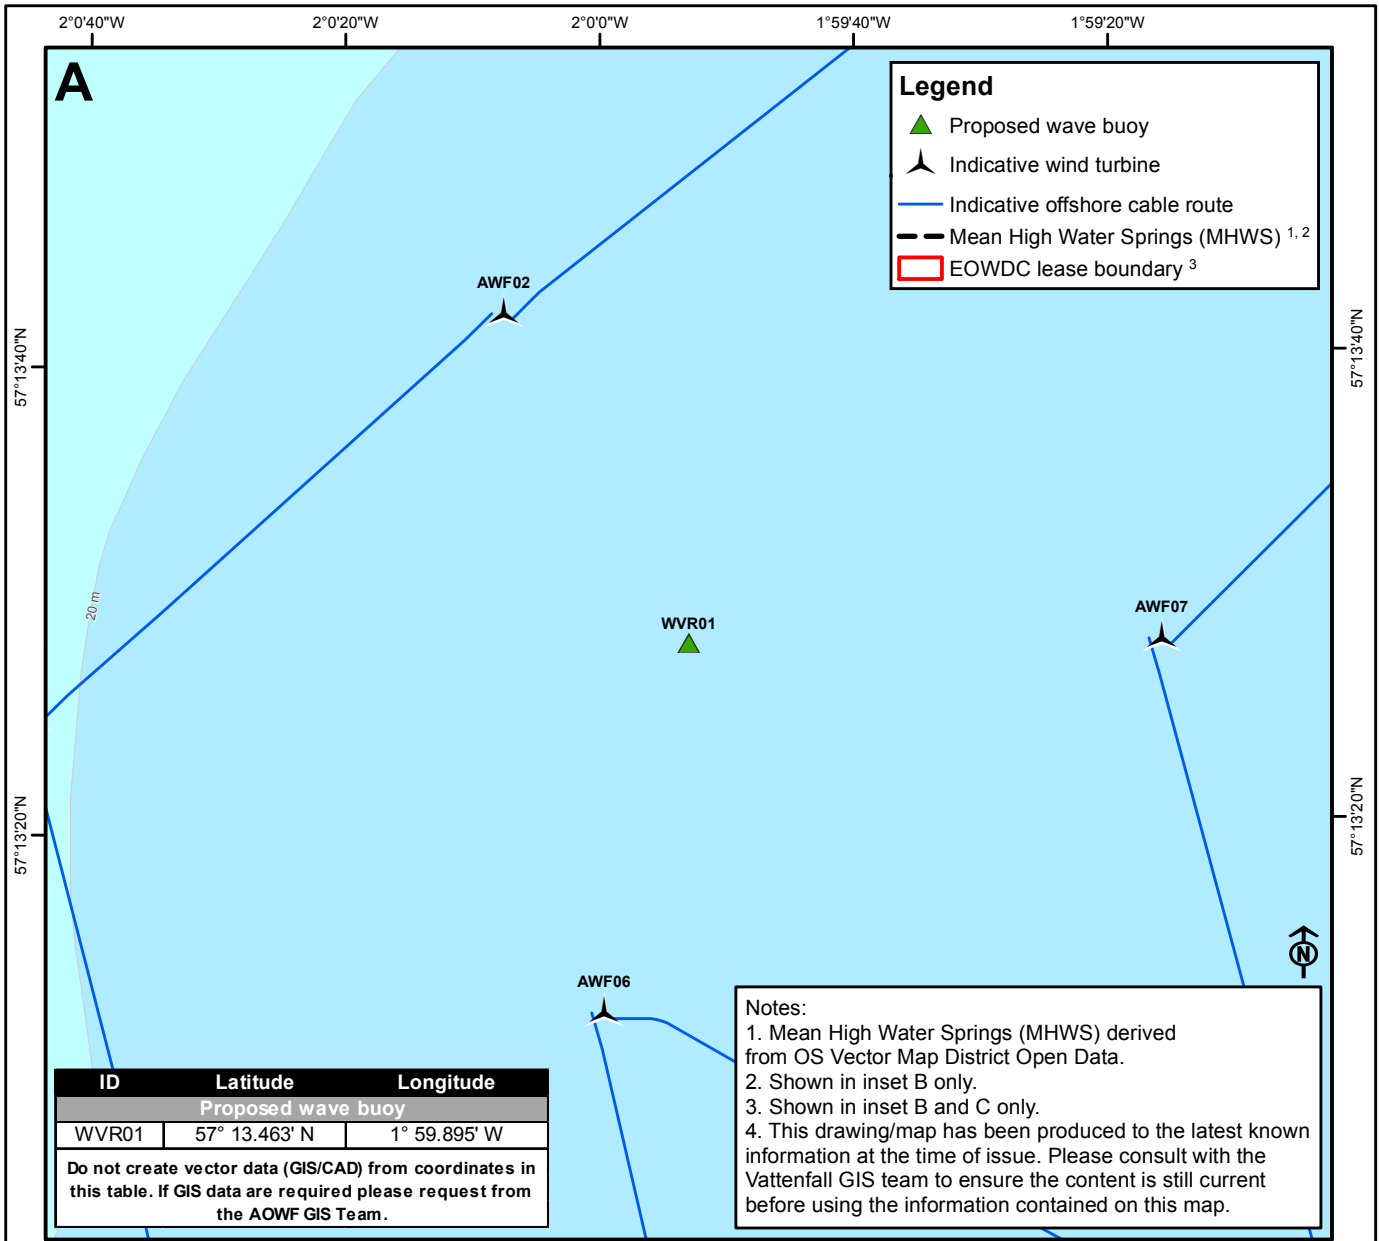 2°0'40"W 2°0'20"W 2°0'0"W 1°59'40"W 1°59'20"W
A
Legend
Proposed wave buoy
Indicative wind turbine
Indicative offshore cable route
Mean High Water Springs (MHWS) 1, 2
EOWDC lease boundary 3
AWF02
57°13'40"N
57°13'40"N
20 m
WVR01
AWF07
57°13'20"N
57°13'20"N
N
AWF06
ID Latitude Longitude
Proposed wave buoy
WVR01 57° 13.463' N 1° 59.895' W
Do not create vector data (GIS/CAD) from coordinates in
this table. If GIS data are required please request from
the AOWF GIS Team.
Notes:
1. Mean High Water Springs (MHWS) derived
from OS Vector Map District Open Data.
2. Shown in inset B only.
3. Shown in inset B and C only.
4. This drawing/map has been produced to the latest known
information at the time of issue. Please consult with the
Vattenfall GIS team to ensure the content is still current
before using the information contained on this map.